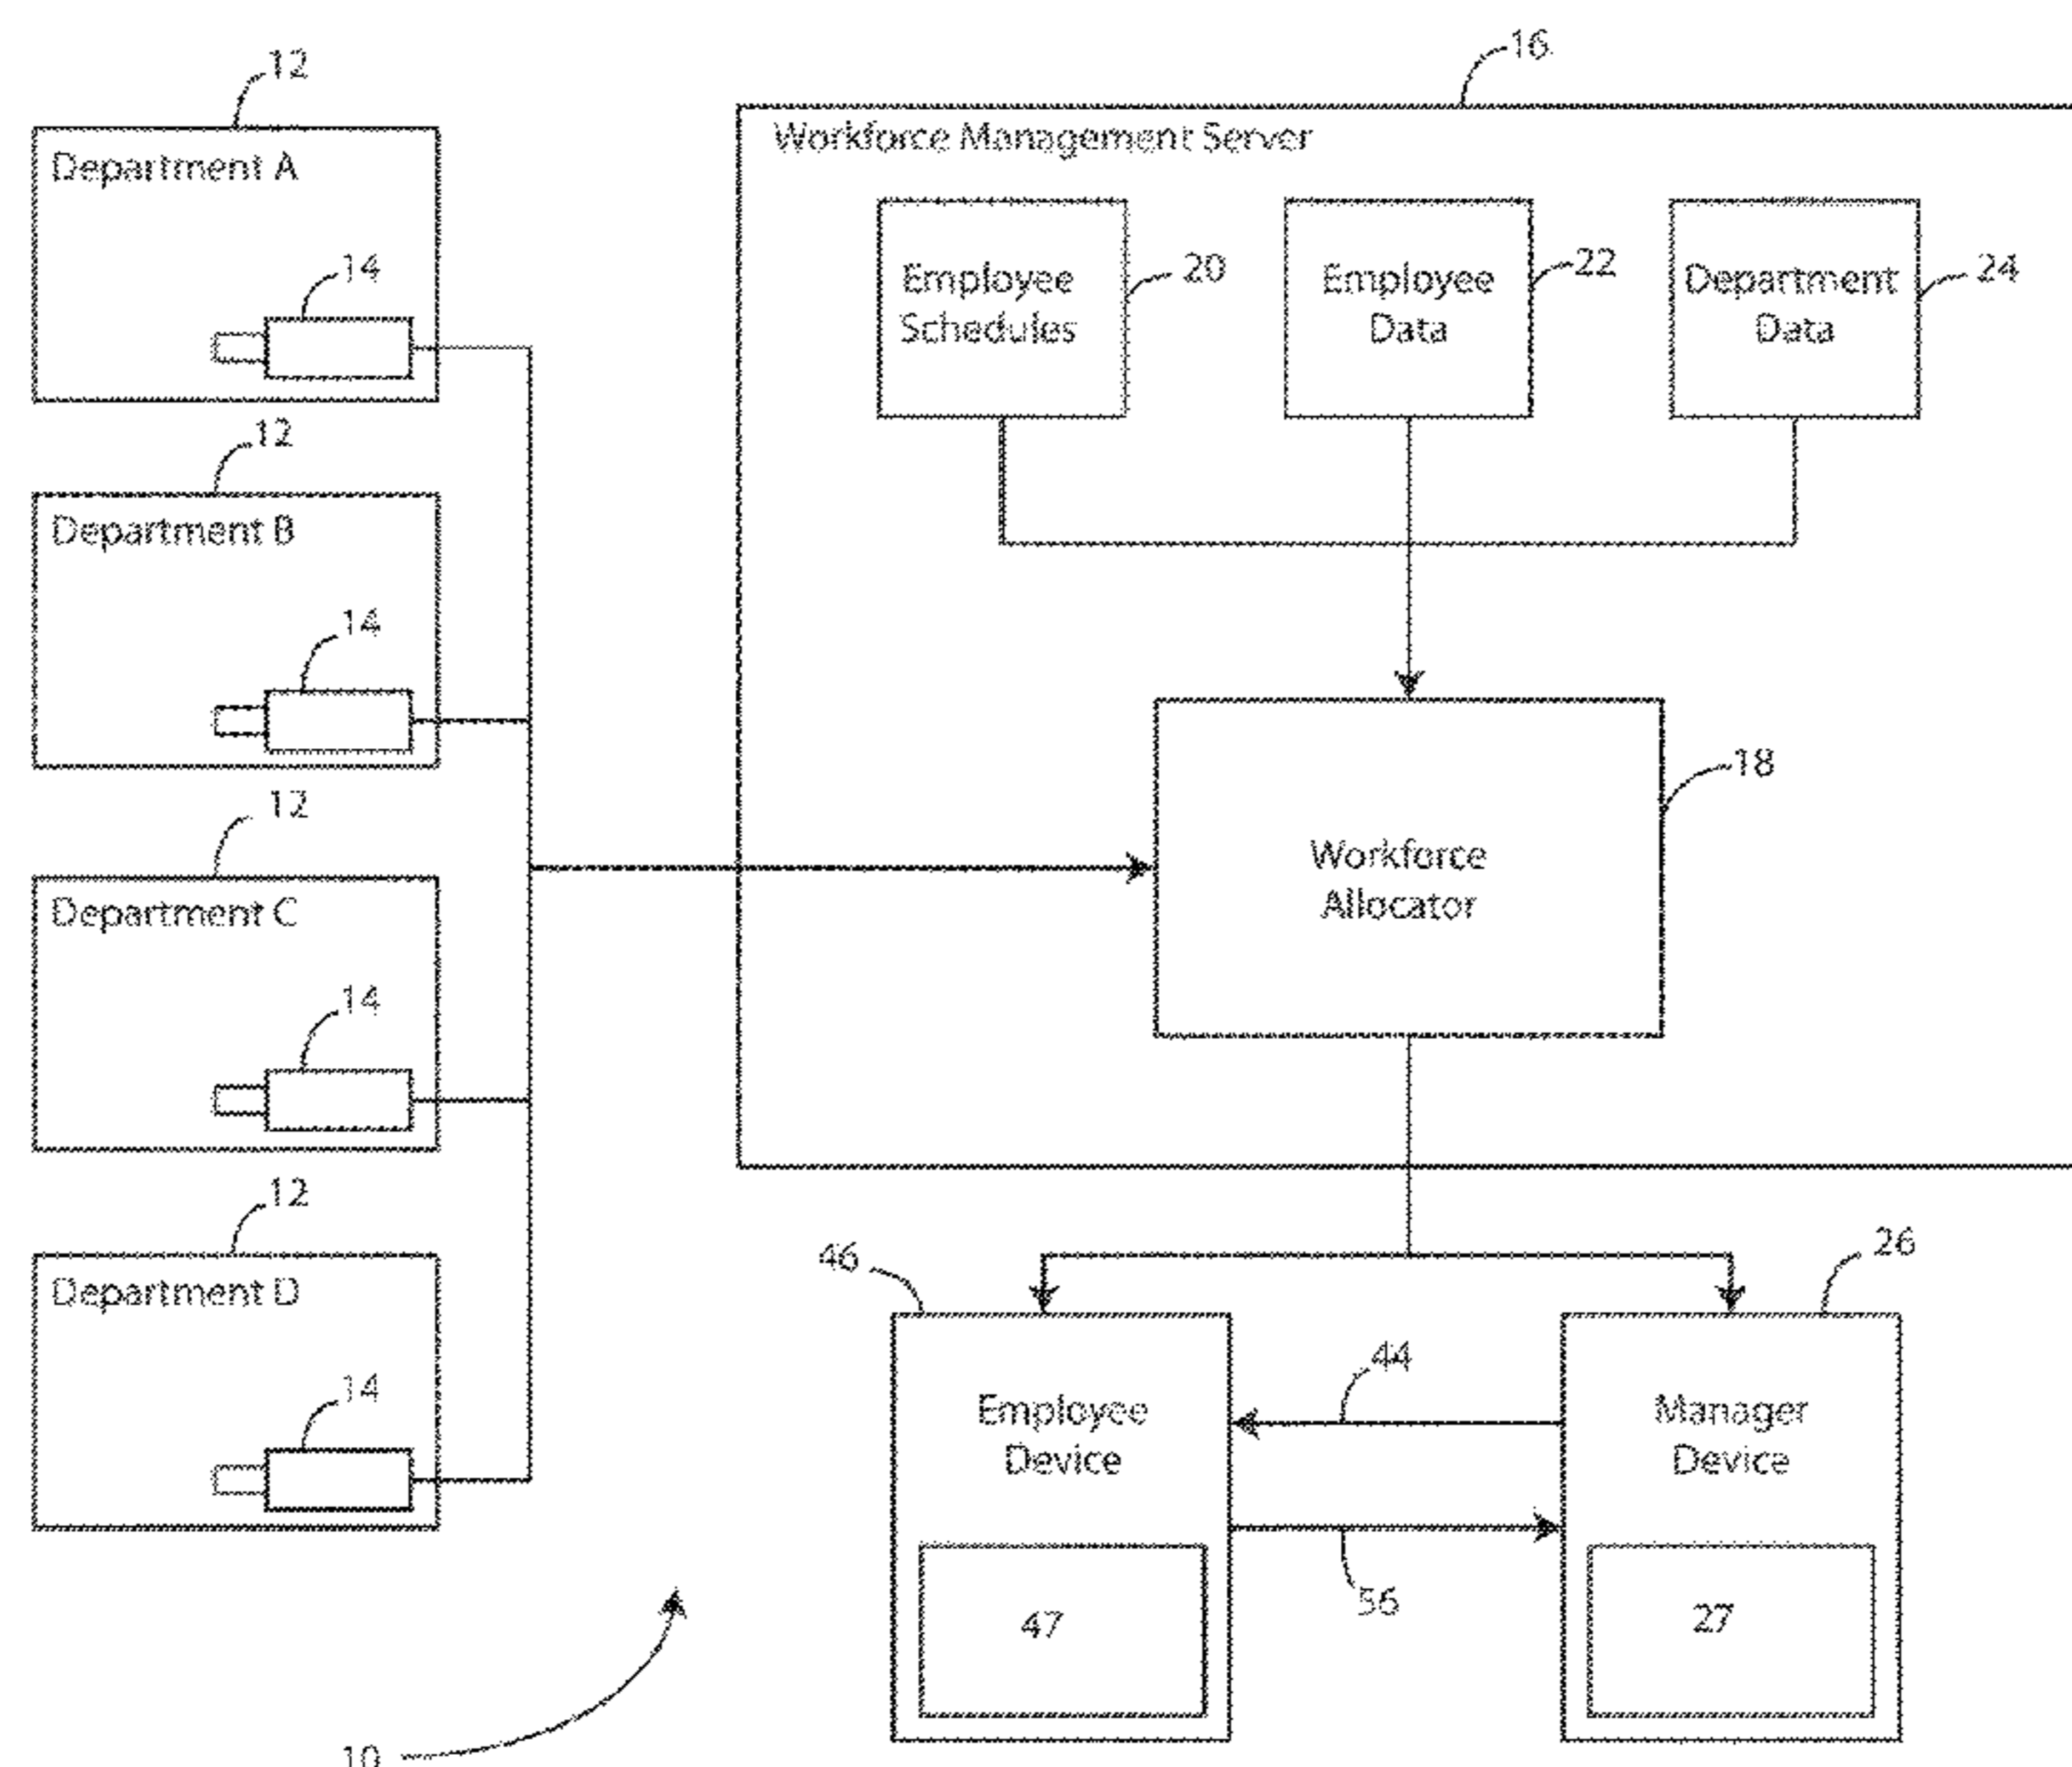 12
Department A
14
12
Department B
14
12
Department C
14
12
Department D
14
10
16
Workforce Management Server
Employee
Schedules
20
Employee
Data
22
Department
Data
24
Workforce
Allocator
18
46
Employee
Device
47
44
56
26
Manager
Device
27